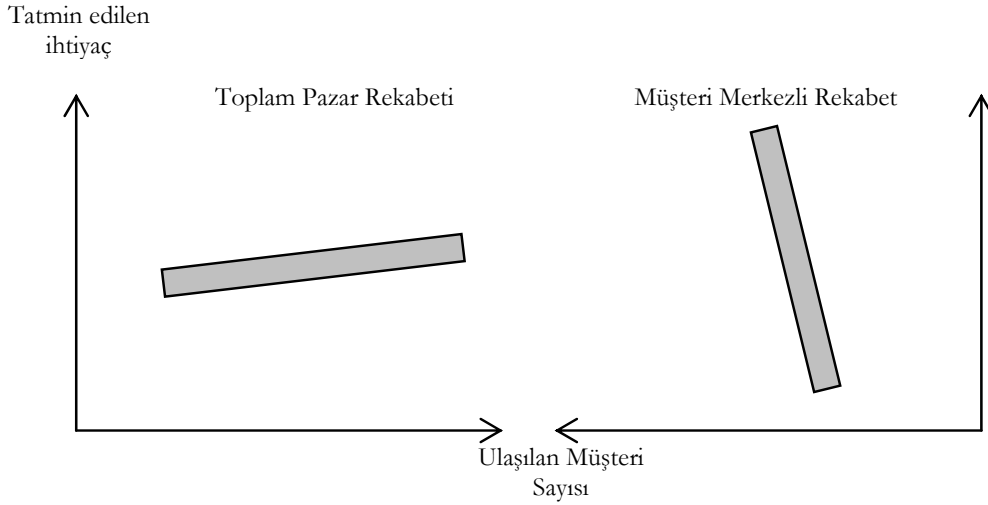 Tatmin edilen
ihtiyaç
Toplam Pazar Rekabeti
Müşteri Merkezli Rekabet
Ulaşılan Müşteri
Sayısı